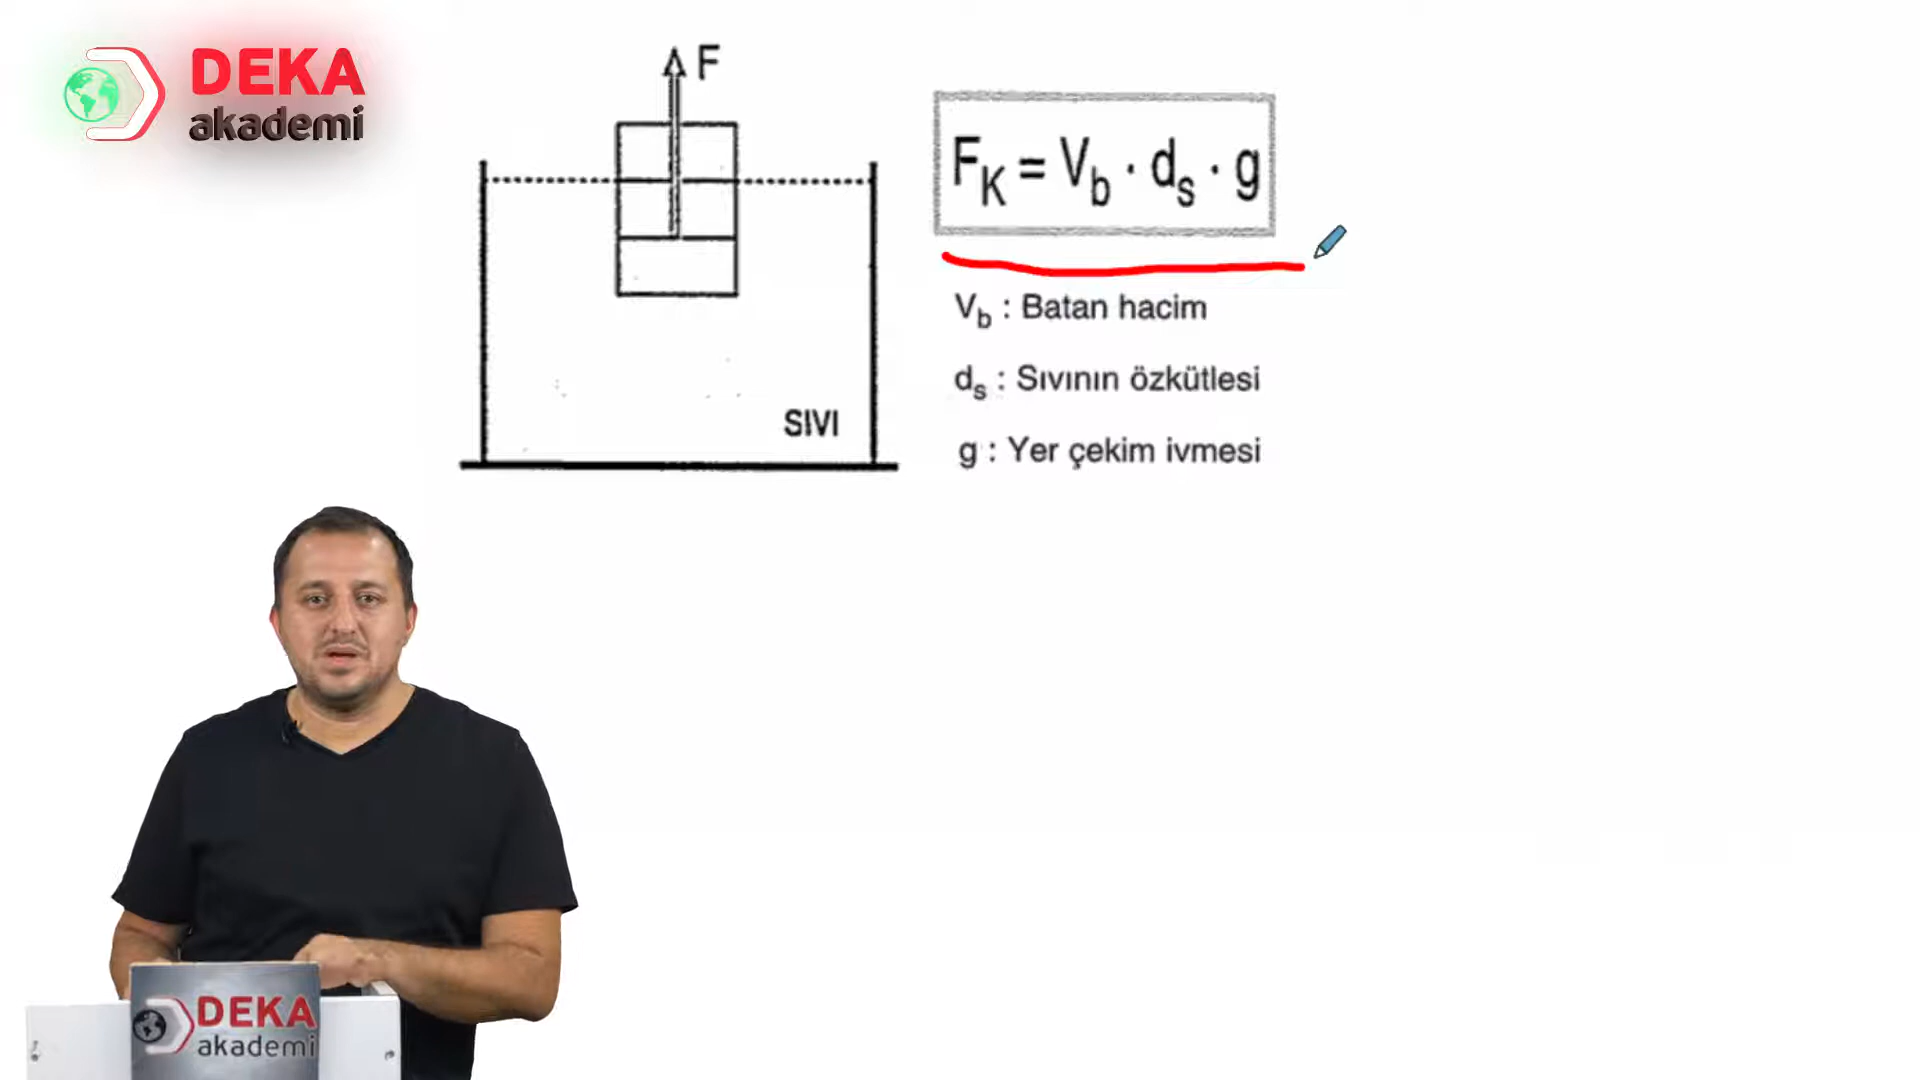 DEKA
akademi
F
F_K = V_b · d_s · g
V_b : Batan hacim
d_s : Sıvının özkütlesi
g : Yer çekim ivmesi
SIVI
DEKA
akademi